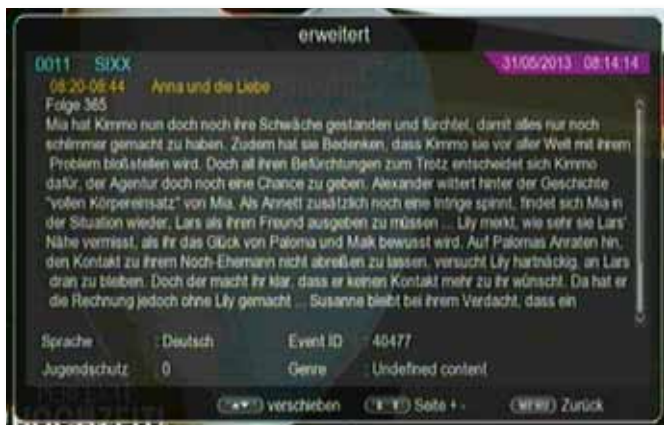 erweitert
0011 SIXX 31/05/2013 08:14:14
08:20-08:44 Anna und die Liebe
Folge 365
Mia hat Kimmo nun doch noch ihre Schwäche gestanden und fürchtet, damit alles nur noch
schlimmer gemacht zu haben. Zudem hat sie Bedenken, dass Kimmo sie vor aller Welt mit ihrem
Problem bloßstellen wird. Doch all ihren Befürchtungen zum Trotz entscheidet sich Kimmo
dafür, der Agentur doch noch eine Chance zu geben. Alexander wittert hinter der Geschichte
"vollen Körpereinsatz" von Mia. Als Annett zusätzlich noch eine Intrige spinnt, findet sich Mia in
der Situation wieder, Lars als ihren Freund ausgeben zu müssen ... Lily merkt, wie sehr sie Lars'
Nähe vermisst, als ihr das Glück von Paloma und Maik bewusst wird. Auf Palomas Anraten hin,
den Kontakt zu ihrem Noch-Ehemann nicht abreißen zu lassen, versucht Lily hartnäckig, an Lars
dran zu bleiben. Doch der macht ihr klar, dass er keinen Kontakt mehr zu ihr wünscht. Da hat er
die Rechnung jedoch ohne Lily gemacht ... Susanne bleibt bei ihrem Verdacht, dass ein
Sprache : Deutsch Event ID : 40477
Jugendschutz : 0 Genre : Undefined content
verschieben Seite + - MENU Zurück